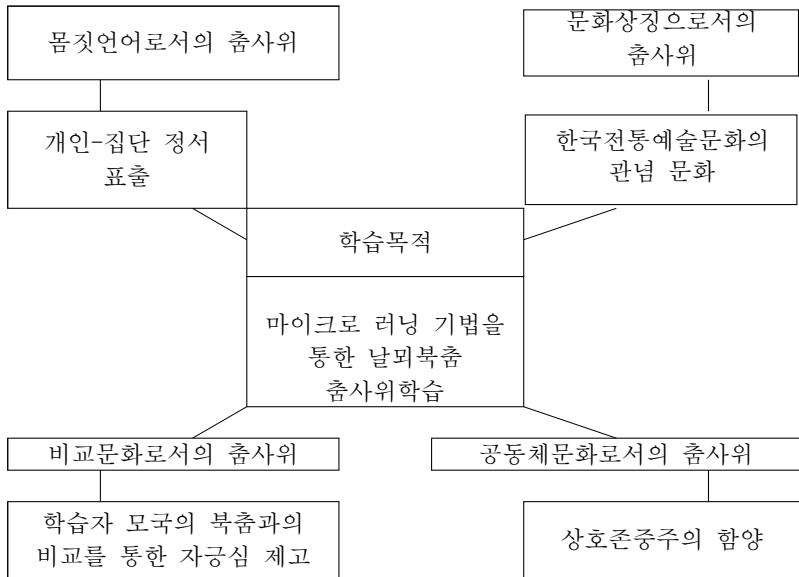 몸짓언어로서의 춤사위
문화상징으로서의
춤사위
개인-집단 정서
표출
한국전통예술문화의
관념 문화
학습목적
마이크로 러닝 기법을
통한 날뫼북춤
춤사위학습
비교문화로서의 춤사위
공동체문화로서의 춤사위
학습자 모국의 북춤과의
비교를 통한 자긍심 제고
상호존중주의 함양